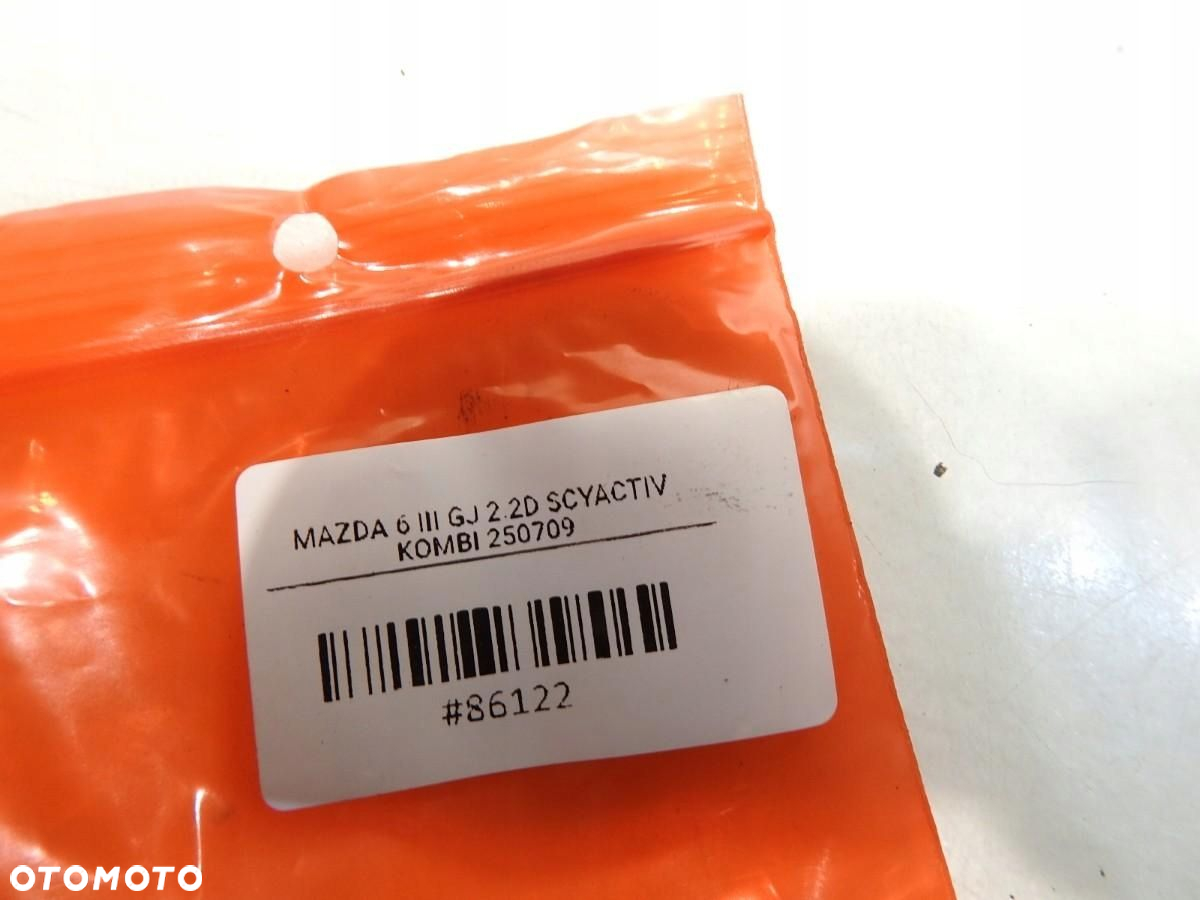 MAZDA 6 III GJ 2.2D SCYACTIV
KOMBI 250709
#86122
OTOMOTO